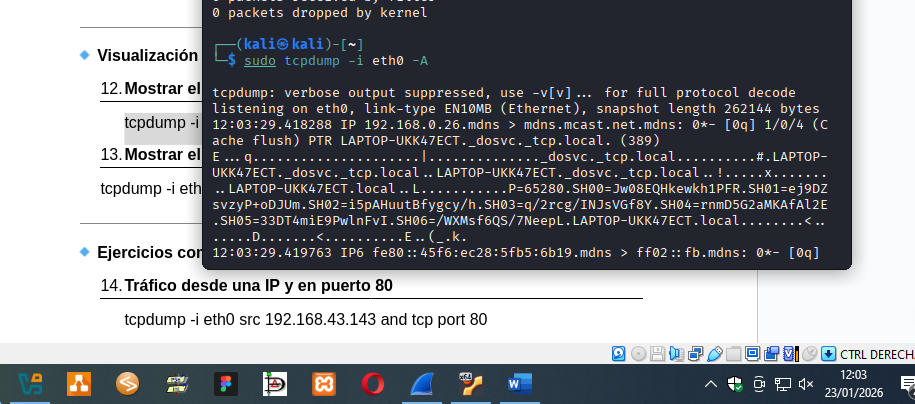 0 packets dropped by kernel
┌──(kali㉿kali)-[~]
└─$ sudo tcpdump -i eth0 -A
tcpdump: verbose output suppressed, use -v[v]... for full protocol decode
listening on eth0, link-type EN10MB (Ethernet), snapshot length 262144 bytes
12:03:29.418288 IP 192.168.0.26.mdns > mdns.mcast.net.mdns: 0*- [0q] 1/0/4 (C
ache flush) PTR LAPTOP-UKK47ECT._dosvc._tcp.local. (389)
E...q.....................|..............._dosvc._tcp.local..........#.LAPTOP-
UKK47ECT._dosvc._tcp.local..LAPTOP-UKK47ECT._dosvc._tcp.local..!.....x.......
..LAPTOP-UKK47ECT.local..L...........P=65280.SH00=Jw08EQHkewkh1PFR.SH01=ej9DZ
svzyP+oDJUm.SH02=i5pAHuutBfygcy/h.SH03=q/2rcg/INJsVGf8Y.SH04=rnmD5G2aMKAfAl2E
.SH05=33DT4miE9PwlnFvI.SH06=/WXMsf6QS/7NeepL.LAPTOP-UKK47ECT.local........<..
......D.......<..........E..(_.k.
12:03:29.419763 IP6 fe80::45f6:ec28:5fb5:6b19.mdns > ff02::fb.mdns: 0*- [0q]
Visualización
12. Mostrar el
tcpdump -i
13. Mostrar el
tcpdump -i eth
Ejercicios con
14. Tráfico desde una IP y en puerto 80
tcpdump -i eth0 src 192.168.43.143 and tcp port 80
CTRL DERECHA
12:03
23/01/2026